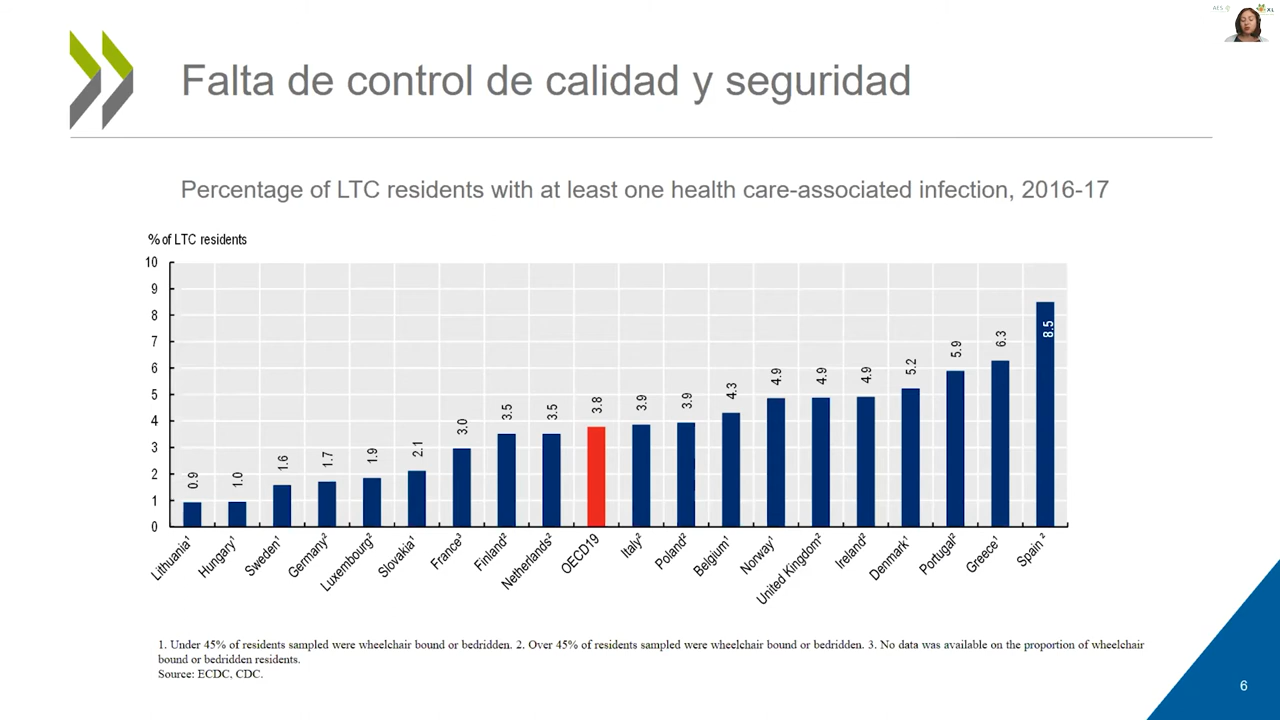 AES
XL
Falta de control de calidad y seguridad
Percentage of LTC residents with at least one health care-associated infection, 2016-17
% of LTC residents
10
9
8
7
6
5
4
3
2
1
0
0.9
1.0
1.6
1.7
1.9
2.1
3.0
3.5
3.5
3.8
3.9
3.9
4.3
4.9
4.9
4.9
5.2
5.9
6.3
8.5
Lithuania¹
Hungary¹
Sweden¹
Germany²
Luxembourg²
Slovakia¹
France³
Finland²
Netherlands²
OECD19
Italy²
Poland²
Belgium¹
Norway¹
United Kingdom²
Ireland²
Denmark¹
Portugal²
Greece¹
Spain ²
1. Under 45% of residents sampled were wheelchair bound or bedridden. 2. Over 45% of residents sampled were wheelchair bound or bedridden. 3. No data was available on the proportion of wheelchair
bound or bedridden residents.
Source: ECDC, CDC.
6